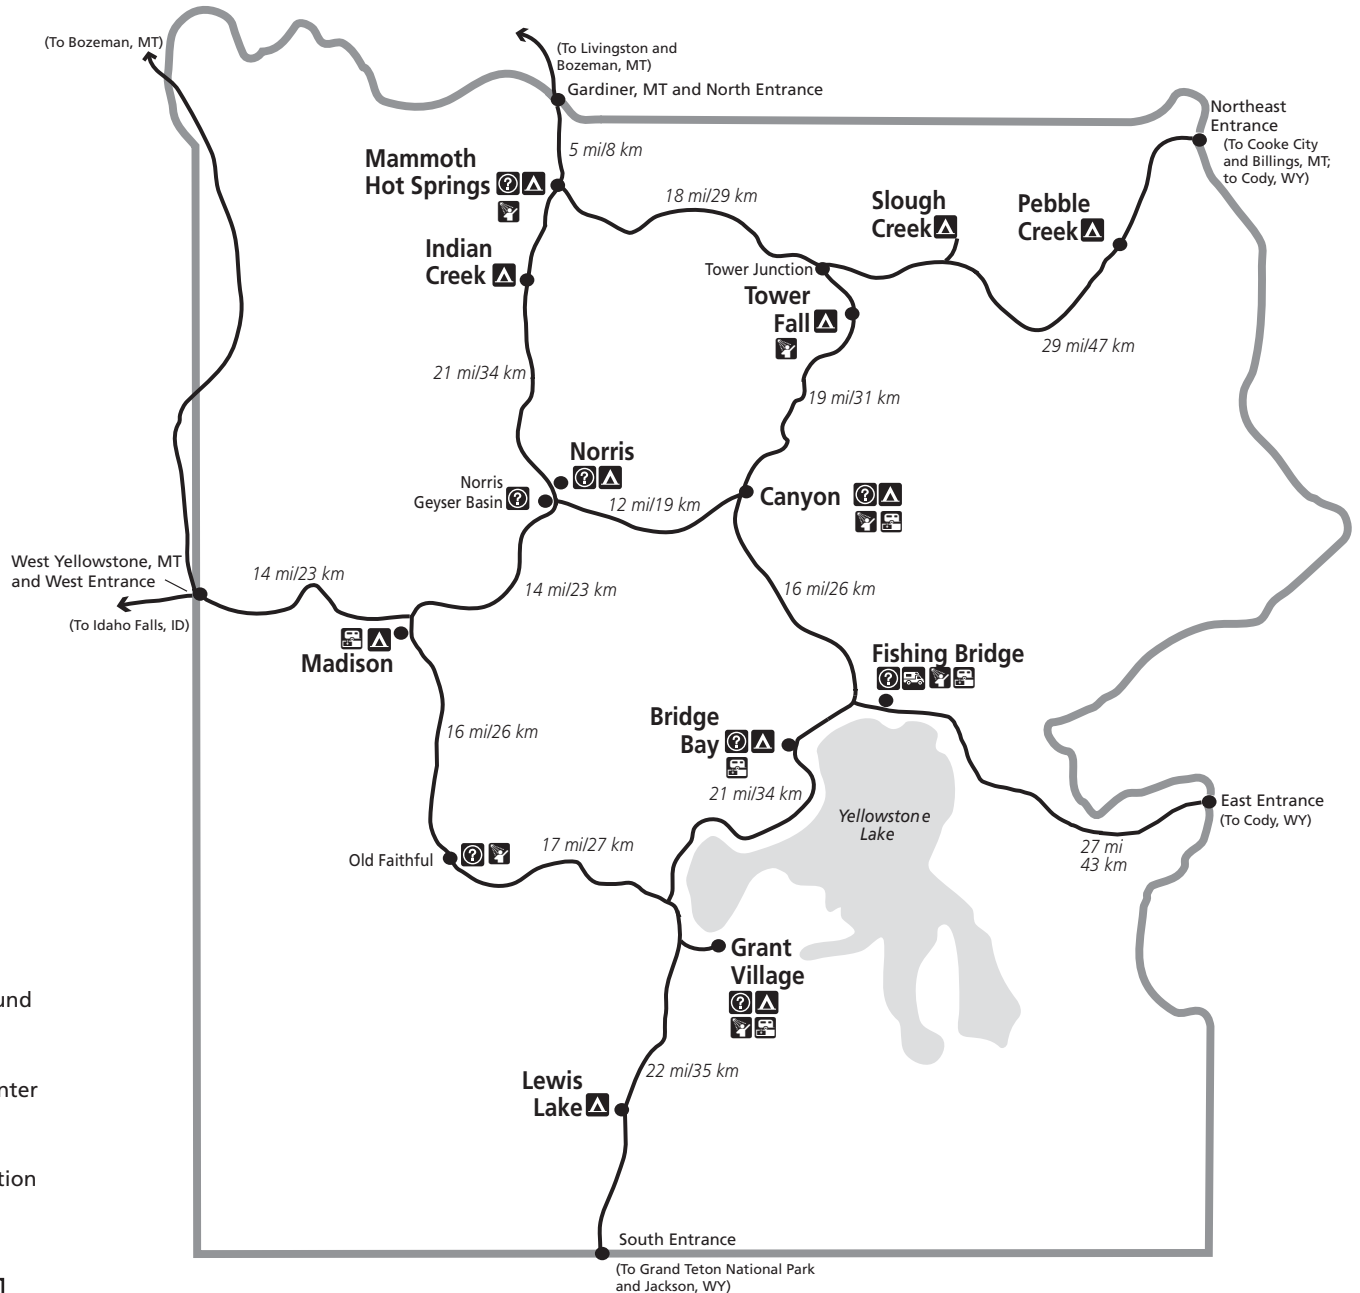 (To Bozeman, MT)
(To Livingston and
Bozeman, MT)
Gardiner, MT and North Entrance
Northeast
Entrance
(To Cooke City
and Billings, MT;
to Cody, WY)
5 mi/8 km
Mammoth
Hot Springs
18 mi/29 km
Slough
Creek
Pebble
Creek
Indian
Creek
Tower Junction
Tower
Fall
29 mi/47 km
21 mi/34 km
19 mi/31 km
Norris
Norris
Geyser Basin
12 mi/19 km
Canyon
West Yellowstone, MT
and West Entrance
14 mi/23 km
14 mi/23 km
16 mi/26 km
(To Idaho Falls, ID)
Madison
Fishing Bridge
16 mi/26 km
Bridge
Bay
21 mi/34 km
Yellowstone
Lake
East Entrance
(To Cody, WY)
27 mi
43 km
Old Faithful
17 mi/27 km
Grant
Village
22 mi/35 km
Lewis
Lake
South Entrance
(To Grand Teton National Park
and Jackson, WY)
und
nter
tion